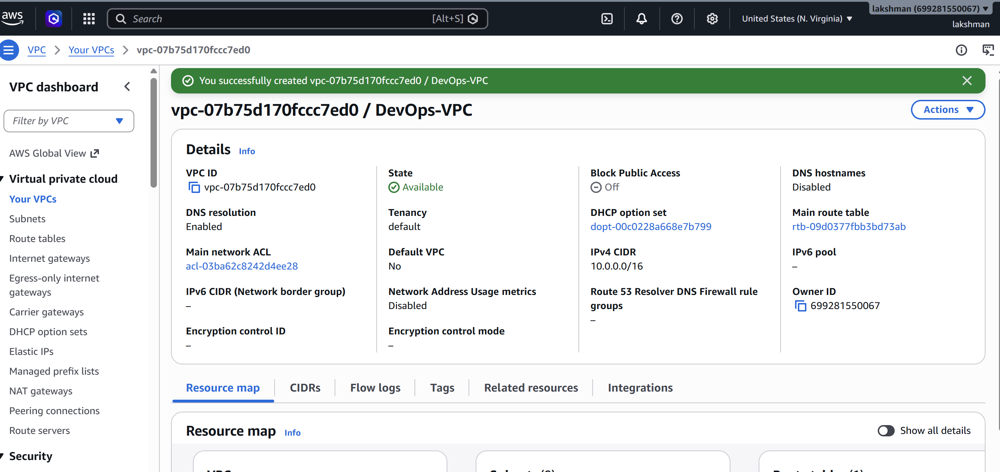 aws
Search
[Alt+S]
United States (N. Virginia)
lakshman (699281550067)
lakshman
VPC
Your VPCs
vpc-07b75d170fccc7ed0
VPC dashboard
Filter by VPC
AWS Global View
Virtual private cloud
Your VPCs
Subnets
Route tables
Internet gateways
Egress-only internet
gateways
Carrier gateways
DHCP option sets
Elastic IPs
Managed prefix lists
NAT gateways
Peering connections
Route servers
Security
You successfully created vpc-07b75d170fccc7ed0 / DevOps-VPC
vpc-07b75d170fccc7ed0 / DevOps-VPC
Actions
Details Info
VPC ID
vpc-07b75d170fccc7ed0
State
Available
Block Public Access
Off
DNS hostnames
Disabled
DNS resolution
Enabled
Tenancy
default
DHCP option set
dopt-00c0228a668e7b799
Main route table
rtb-09d0377fbb3bd73ab
Main network ACL
acl-03ba62c8242d4ee28
Default VPC
No
IPv4 CIDR
10.0.0.0/16
IPv6 pool
–
IPv6 CIDR (Network border group)
–
Network Address Usage metrics
Disabled
Route 53 Resolver DNS Firewall rule
groups
–
Owner ID
699281550067
Encryption control ID
–
Encryption control mode
–
Resource map
CIDRs
Flow logs
Tags
Related resources
Integrations
Resource map Info
Show all details
VPC